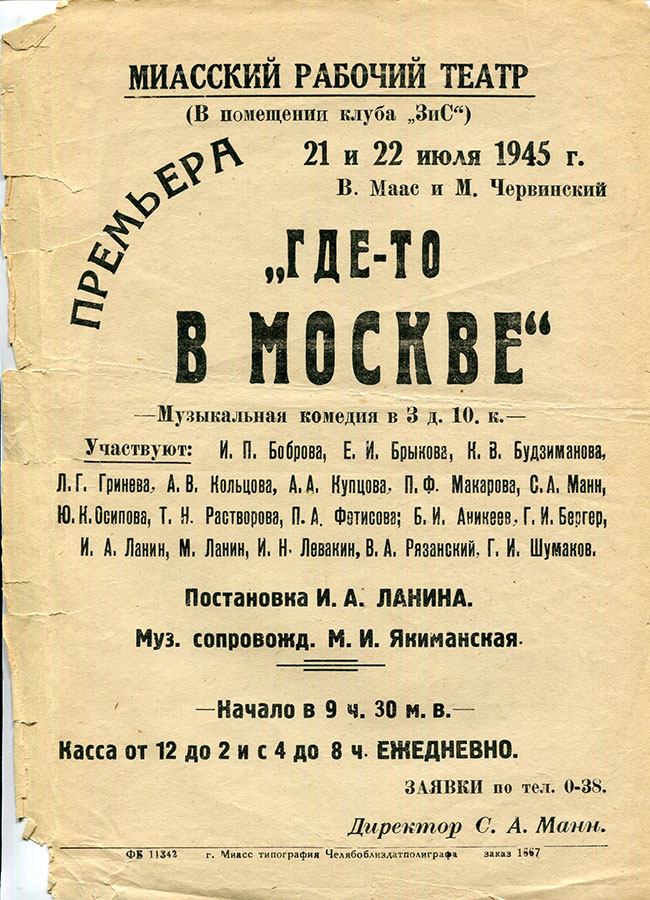 МИАССКИЙ РАБОЧИЙ ТЕАТР
(В помещении клуба „ЗиС“)
ПРЕМЬЕРА
21 и 22 июля 1945 г.
В. Маас и М. Червинский
„ГДЕ-ТО
В МОСКВЕ“
—Музыкальная комедия в 3 д. 10. к.—
Участвуют: И. П. Боброва, Е. И. Брыкова, К. В. Будзиманова,
Л. Г. Гринева, А. В. Кольцова, А. А. Купцова, П. Ф. Макарова, С. А. Манн,
Ю. К. Осипова, Т. Н. Растворова, П. А. Фотисова; Б. И. Аникеев, Г. И. Бергер,
И. А. Ланин, М. Ланин, И. Н. Левакин, В. А. Рязанский, Г. И. Шумаков.
Постановка И. А. ЛАНИНА.
Муз. сопровожд. М. И. Якиманская.
—Начало в 9 ч. 30 м. в.—
Касса от 12 до 2 и с 4 до 8 ч. ЕЖЕДНЕВНО.
ЗАЯВКИ по тел. 0-38.
Директор С. А. Манн.
ФБ 11342 г. Миасс типография Челябоблиздатполиграфа заказ 1667